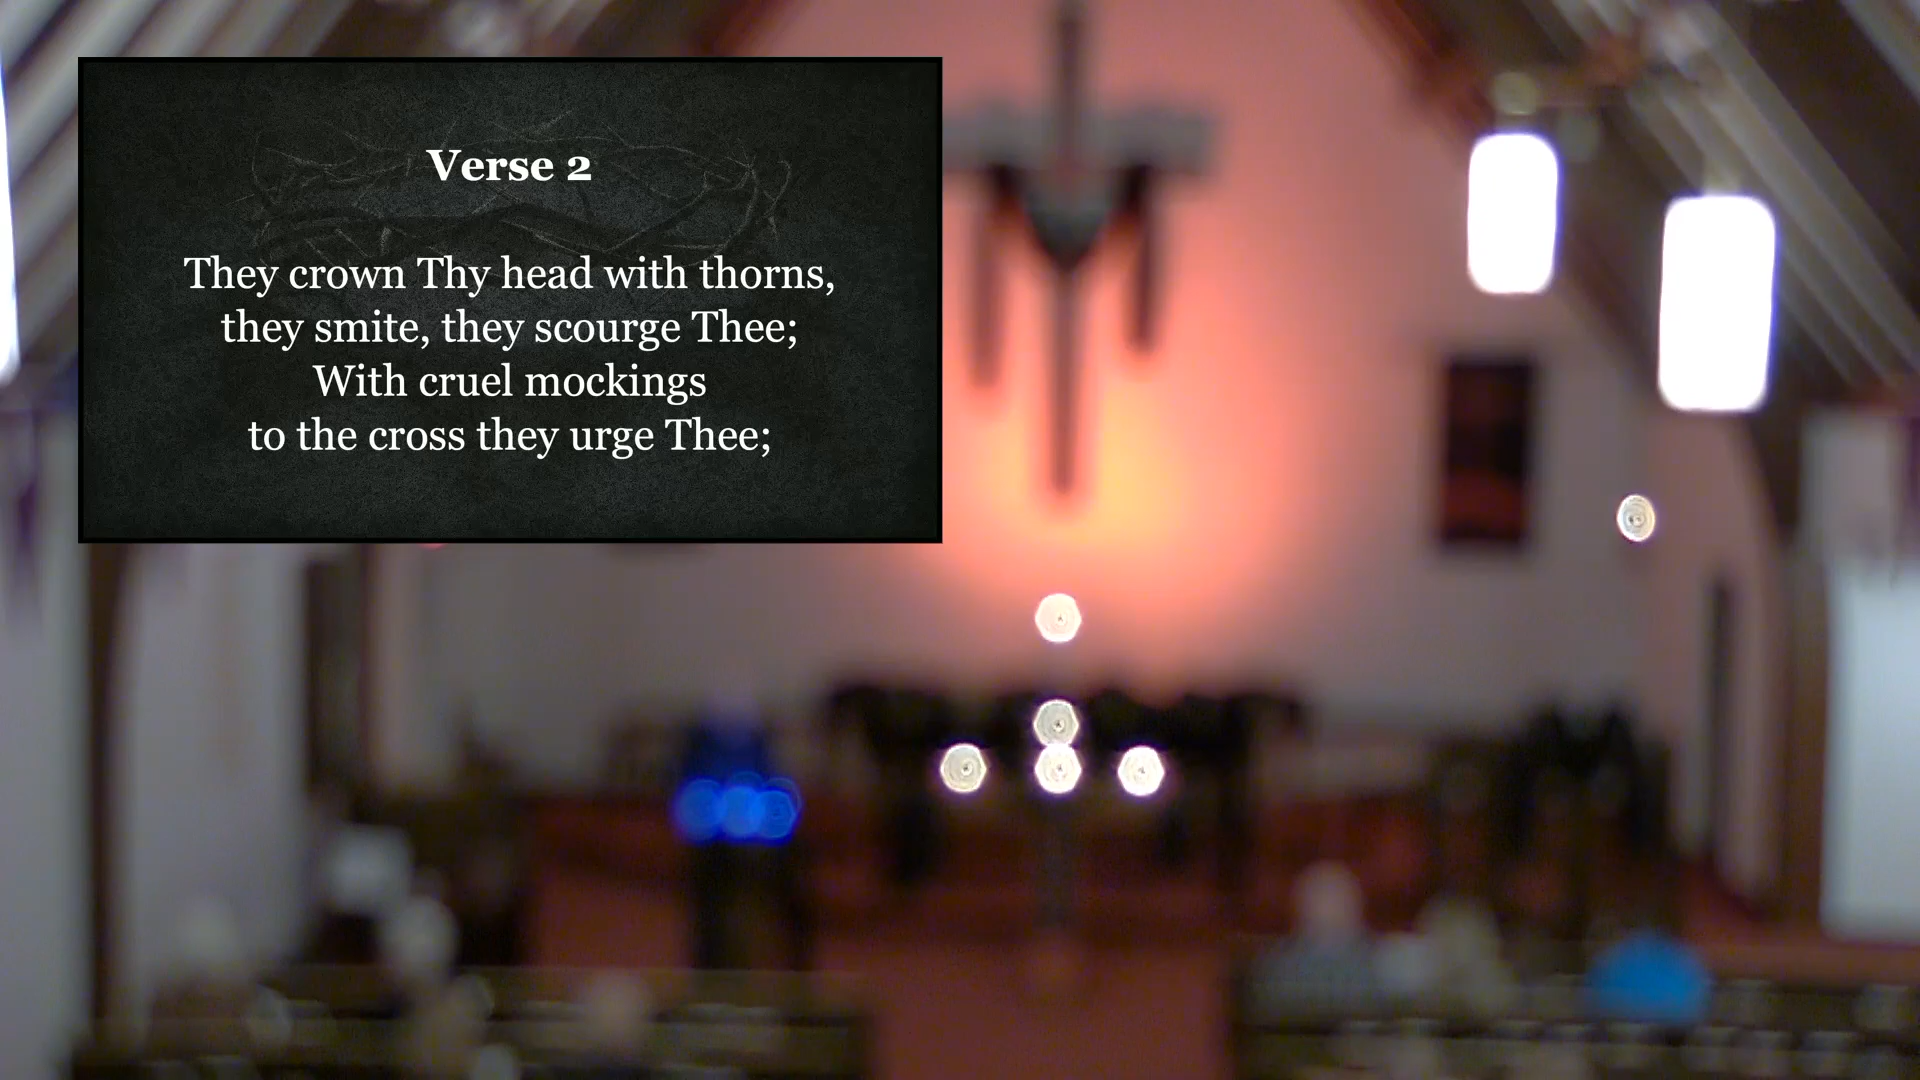 Verse 2
They crown Thy head with thorns,
they smite, they scourge Thee;
With cruel mockings
to the cross they urge Thee;